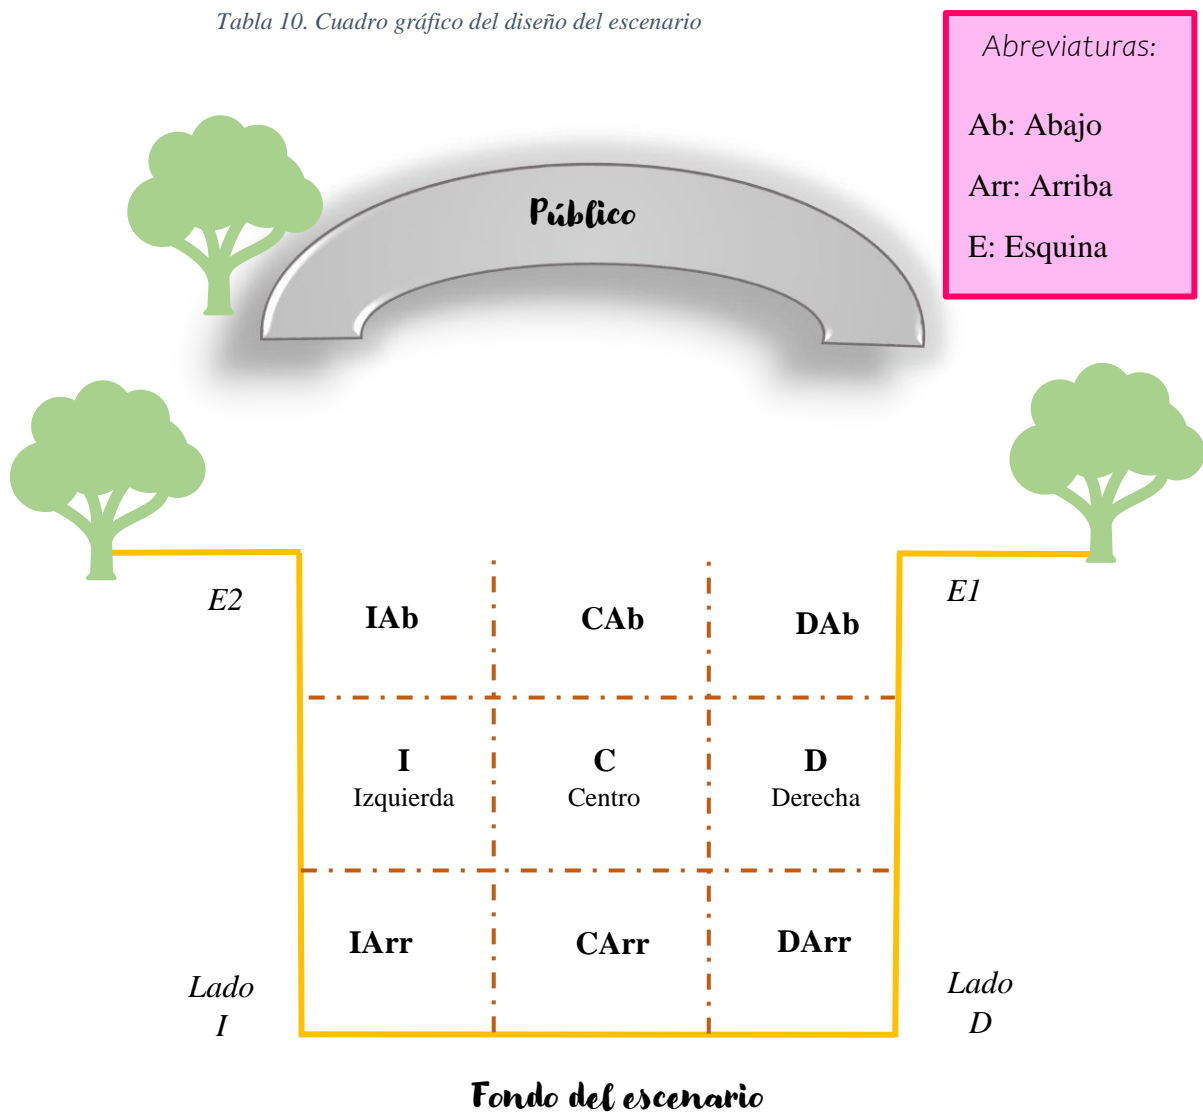 Tabla 10. Cuadro gráfico del diseño del escenario
Abreviaturas:
Ab: Abajo
Arr: Arriba
E: Esquina
Público
E2
E1
IAb
CAb
DAb
I
Izquierda
C
Centro
D
Derecha
IArr
CArr
DArr
Lado
I
Lado
D
Fondo del escenario